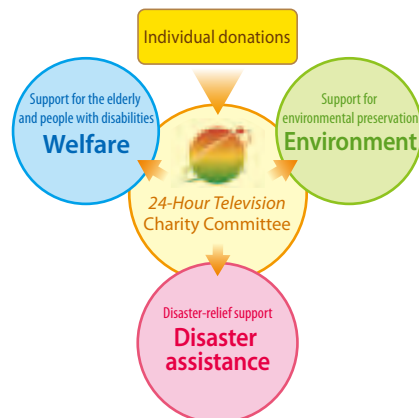 Individual donations
Support for the elderly
and people with disabilities
Welfare
Support for
environmental preservation
Environment
24-Hour Television
Charity Committee
Disaster-relief support
Disaster
assistance